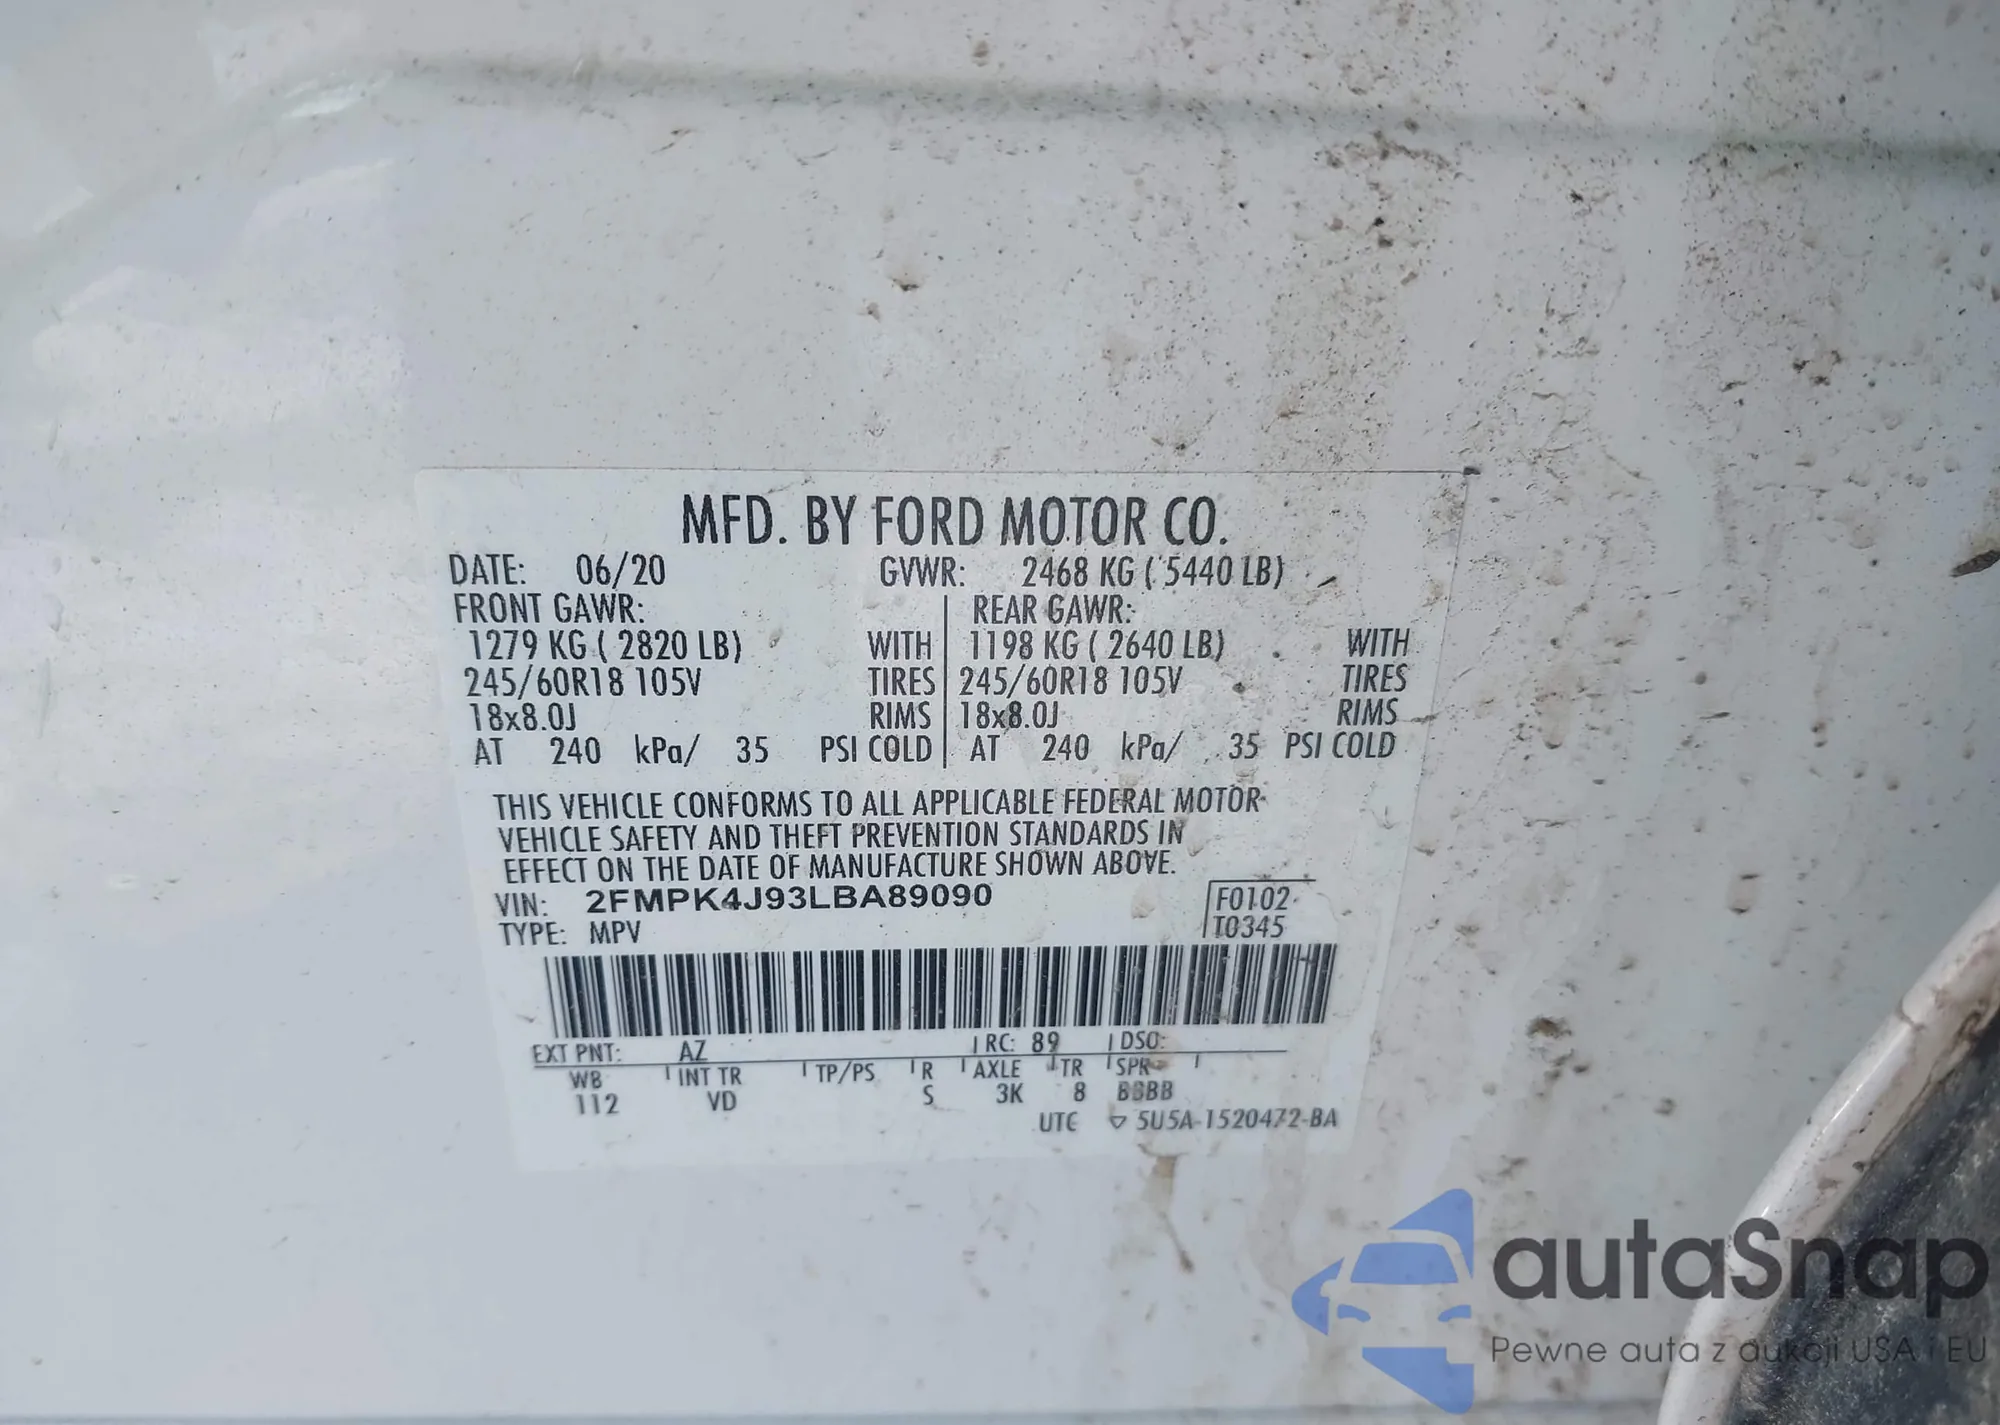 MFD. BY FORD MOTOR CO.
DATE: 06/20 GVWR: 2468 KG ( 5440 LB)
FRONT GAWR: REAR GAWR:
1279 KG ( 2820 LB) WITH 1198 KG ( 2640 LB) WITH
245/60R18 105V TIRES 245/60R18 105V TIRES
18x8.0J RIMS 18x8.0J RIMS
AT 240 kPa/ 35 PSI COLD AT 240 kPa/ 35 PSI COLD
THIS VEHICLE CONFORMS TO ALL APPLICABLE FEDERAL MOTOR
VEHICLE SAFETY AND THEFT PREVENTION STANDARDS IN
EFFECT ON THE DATE OF MANUFACTURE SHOWN ABOVE.
VIN: 2FMPK4J93LBA89090 F0102
TYPE: MPV T0345
EXT PNT: AZ RC: 89 DSO:
WB INT TR TP/PS R AXLE TR SPR
112 VD S 3K 8 BBBB
UTC ▽ 5U5A-1520472-BA
autaSnap
Pewne auta z aukcji USA i EU